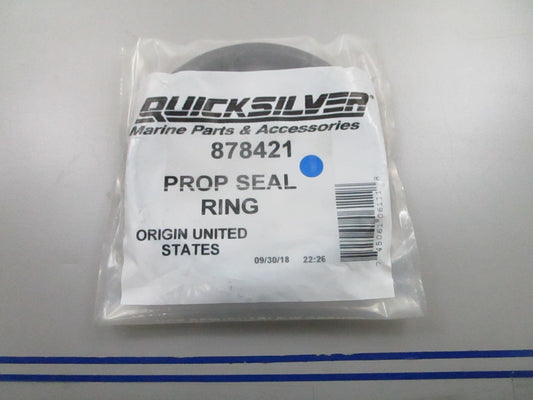 QUICKSILVER
Marine Parts & Accessories
878421
PROP SEAL
RING
ORIGIN UNITED
STATES
09/30/18 22:26